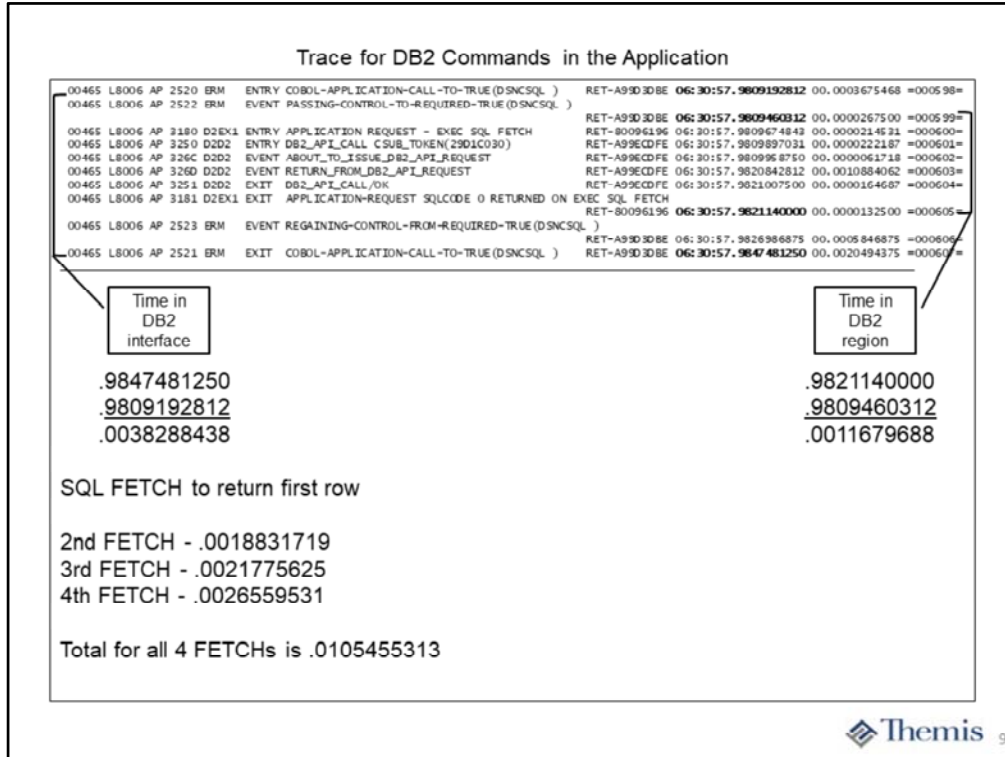 Trace for DB2 Commands in the Application
00465 L8006 AP 2520 ERM ENTRY COBOL-APPLICATION-CALL-TO-TRUE(DSNCSQL ) RET-A99D3DBE 06:30:57.9809192812 00.0003675468 =000598=
00465 L8006 AP 2522 ERM EVENT PASSING-CONTROL-TO-REQUIRED-TRUE(DSNCSQL )
RET-A99D3DBE 06:30:57.9809460312 00.0000267500 =000599=
00465 L8006 AP 3180 D2EX1 ENTRY APPLICATION REQUEST - EXEC SQL FETCH RET-80096196 06:30:57.9809674843 00.0000214531 =000600=
00465 L8006 AP 3250 D2D2 ENTRY DB2_API_CALL CSUB_TOKEN(29D1C030) RET-A99ECDFE 06:30:57.9809897031 00.0000222187 =000601=
00465 L8006 AP 326C D2D2 EVENT ABOUT_TO_ISSUE_DB2_API_REQUEST RET-A99ECDFE 06:30:57.9809958750 00.0000061718 =000602=
00465 L8006 AP 326D D2D2 EVENT RETURN_FROM_DB2_API_REQUEST RET-A99ECDFE 06:30:57.9820842812 00.0010884062 =000603=
00465 L8006 AP 3251 D2D2 EXIT DB2_API_CALL/OK RET-A99ECDFE 06:30:57.9821007500 00.0000164687 =000604=
00465 L8006 AP 3181 D2EX1 EXIT APPLICATION-REQUEST SQLCODE 0 RETURNED ON EXEC SQL FETCH
RET-80096196 06:30:57.9821140000 00.0000132500 =000605=
00465 L8006 AP 2523 ERM EVENT REGAINING-CONTROL-FROM-REQUIRED-TRUE(DSNCSQL )
RET-A99D3DBE 06:30:57.9826986875 00.0005846875 =000606=
00465 L8006 AP 2521 ERM EXIT COBOL-APPLICATION-CALL-TO-TRUE(DSNCSQL ) RET-A99D3DBE 06:30:57.9847481250 00.0020494375 =000607=
Time in
DB2
interface
Time in
DB2
region
.9847481250
.9809192812
.0038288438
.9821140000
.9809460312
.0011679688
SQL FETCH to return first row
2nd FETCH - .0018831719
3rd FETCH - .0021775625
4th FETCH - .0026559531
Total for all 4 FETCHs is .0105455313
Themis
9